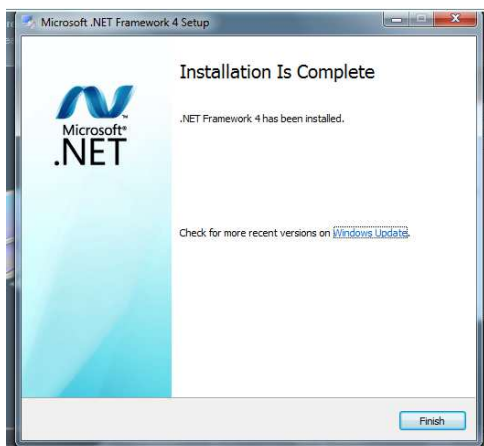 Microsoft .NET Framework 4 Setup
Installation Is Complete
Microsoft®
.NET
.NET Framework 4 has been installed.
Check for more recent versions on Windows Update.
Finish